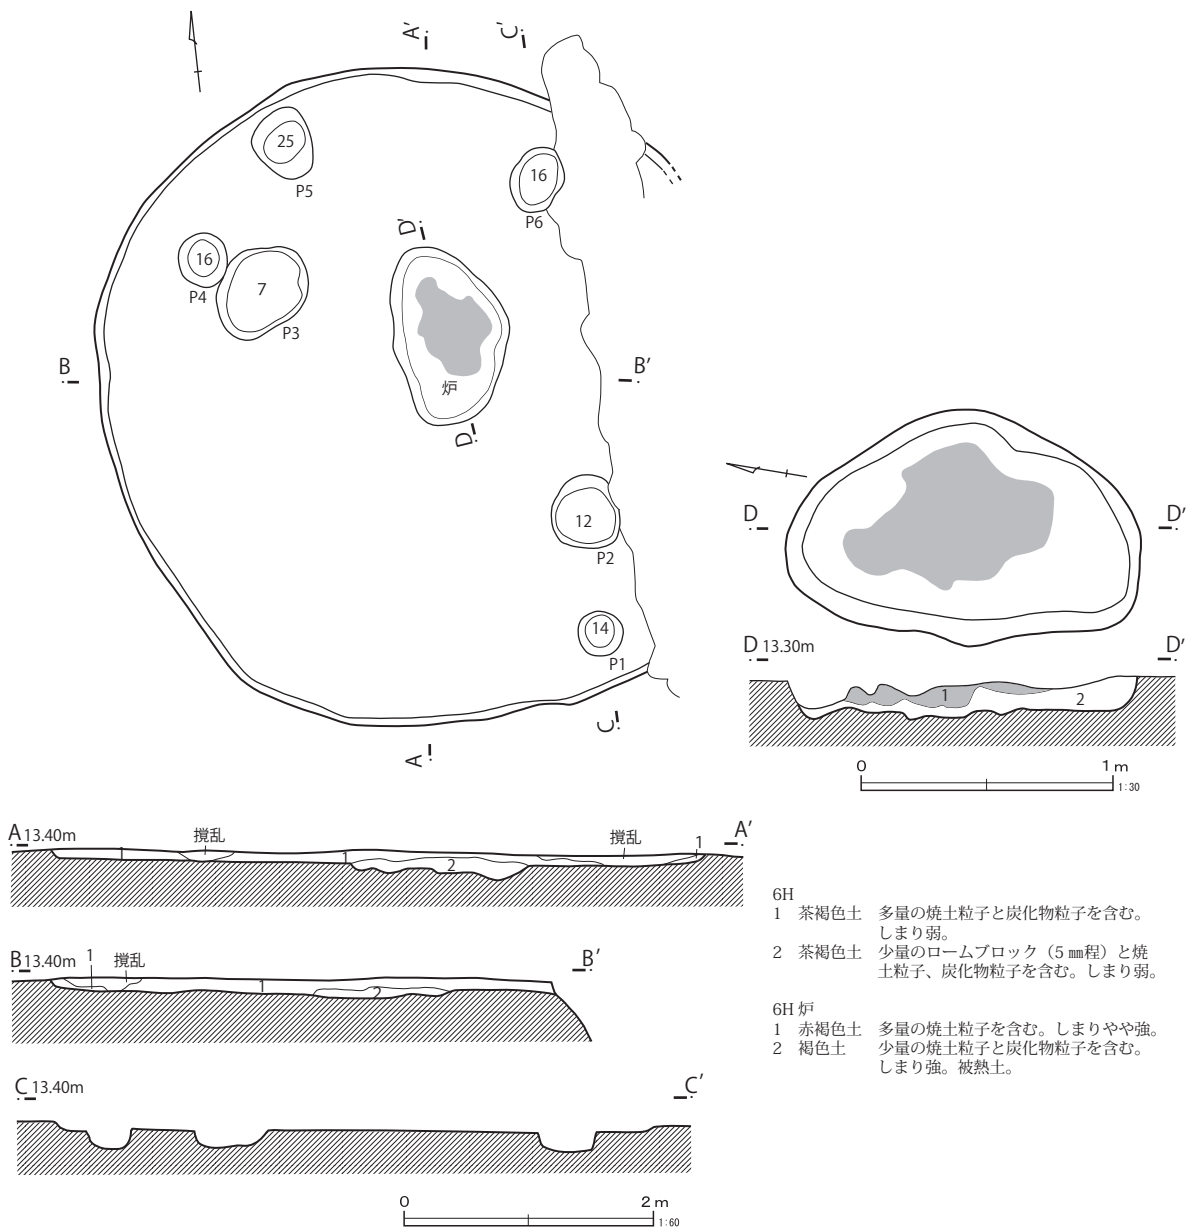 A′
C′
25
P5
16
P6
D′
16
P4
7
P3
B
B′
炉
D
12
P2
14
P1
C
A
D
D′
D 13.30m
D′
1
2
0
1 m
1:30
A 13.40m
撹乱
撹乱
A′
1
1
2
1
B 13.40m
1
撹乱
B′
1
2
C 13.40m
C′
0
2 m
1:60
6H
1 茶褐色土 多量の焼土粒子と炭化物粒子を含む。
しまり弱。
2 茶褐色土 少量のロームブロック(5 ㎜程)と焼
土粒子、炭化物粒子を含む。しまり弱。
6H 炉
1 赤褐色土 多量の焼土粒子を含む。しまりやや強。
2 褐色土 少量の焼土粒子と炭化物粒子を含む。
しまり強。被熱土。